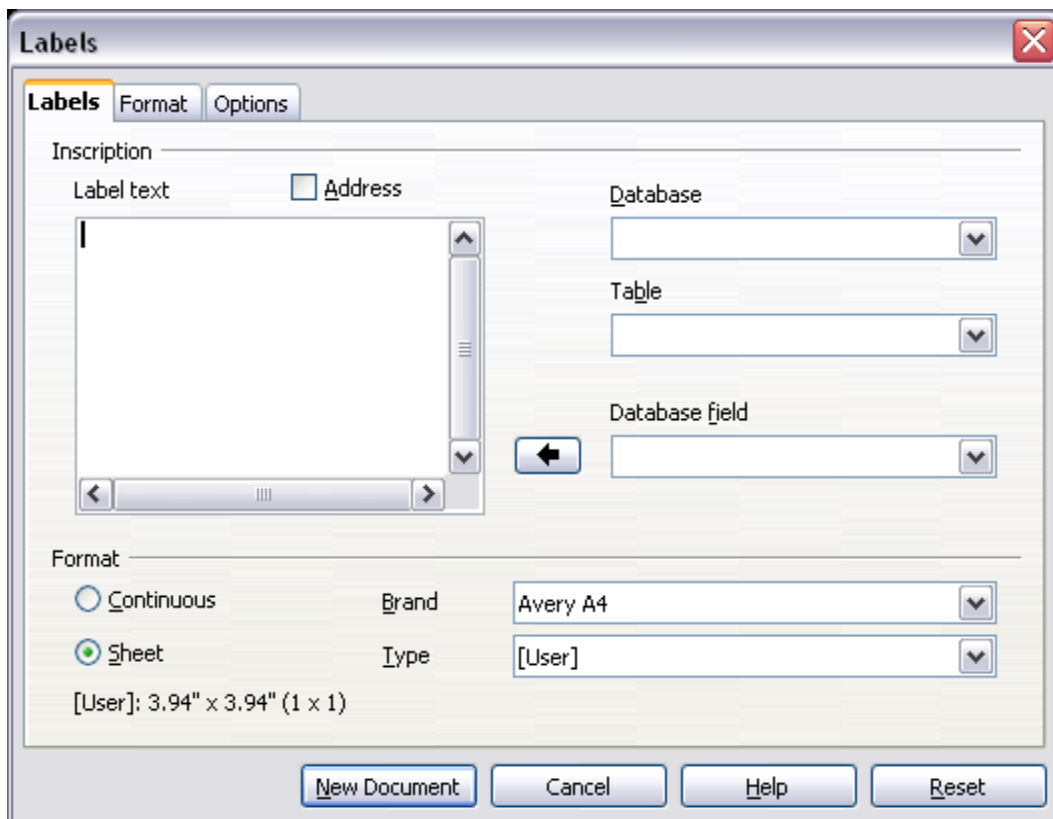 Labels
Labels Format Options
Inscription
Label text Address Database
Table
Database field
Format
Continuous Brand Avery A4
Sheet Type [User]
[User]: 3.94" x 3.94" (1 x 1)
New Document Cancel Help Reset